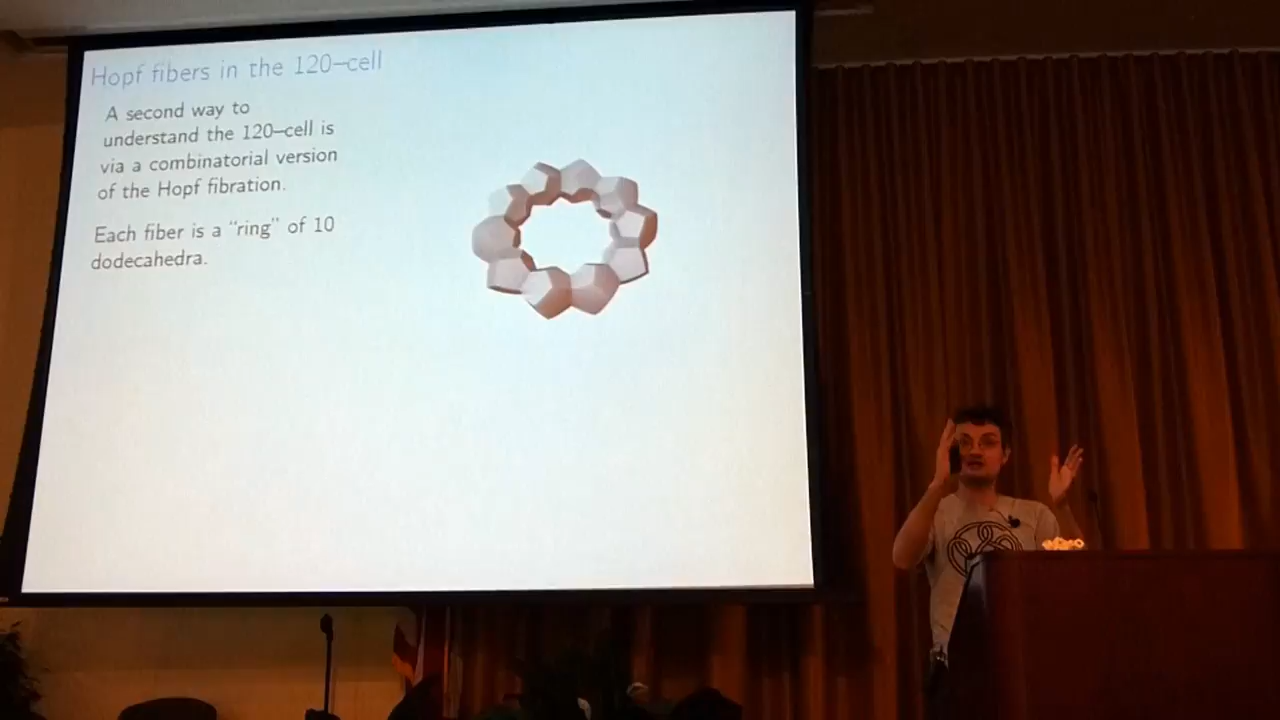 Hopf fibers in the 120–cell
A second way to
understand the 120–cell is
via a combinatorial version
of the Hopf fibration.
Each fiber is a “ring” of 10
dodecahedra.